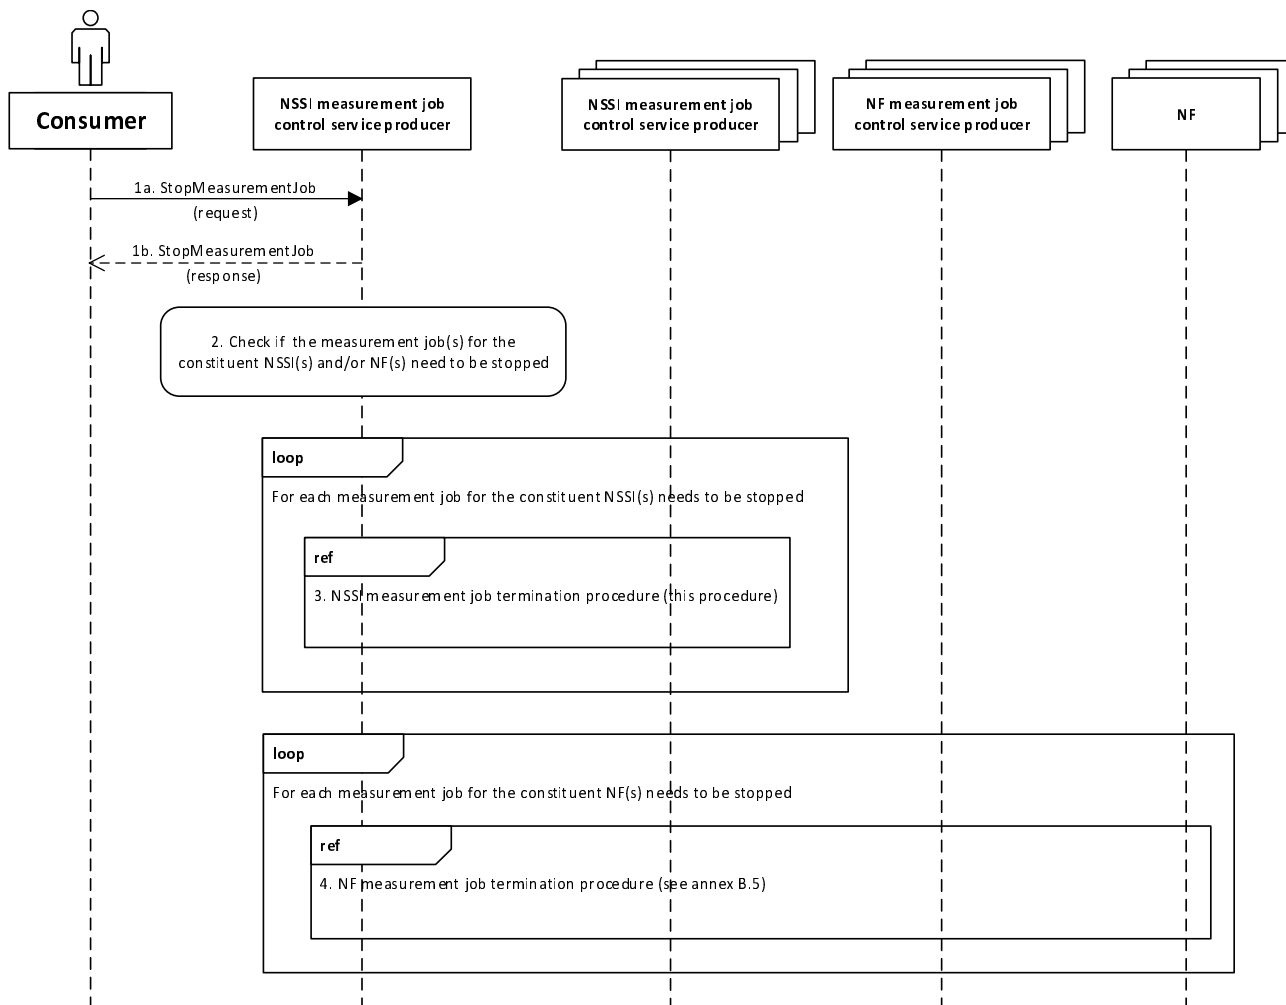 Consumer
NSSI measurement job
control service producer
NSSI measurement job
control service producer
NF measurement job
control service producer
NF
1a. StopMeasurementJob
(request)
1b. StopMeasurementJob
(response)
2. Check if the measurement job(s) for the
constituent NSSI(s) and/or NF(s) need to be stopped
loop
For each measurement job for the constituent NSSI(s) needs to be stopped
ref
3. NSSI measurement job termination procedure (this procedure)
loop
For each measurement job for the constituent NF(s) needs to be stopped
ref
4. NF measurement job termination procedure (see annex B.5)